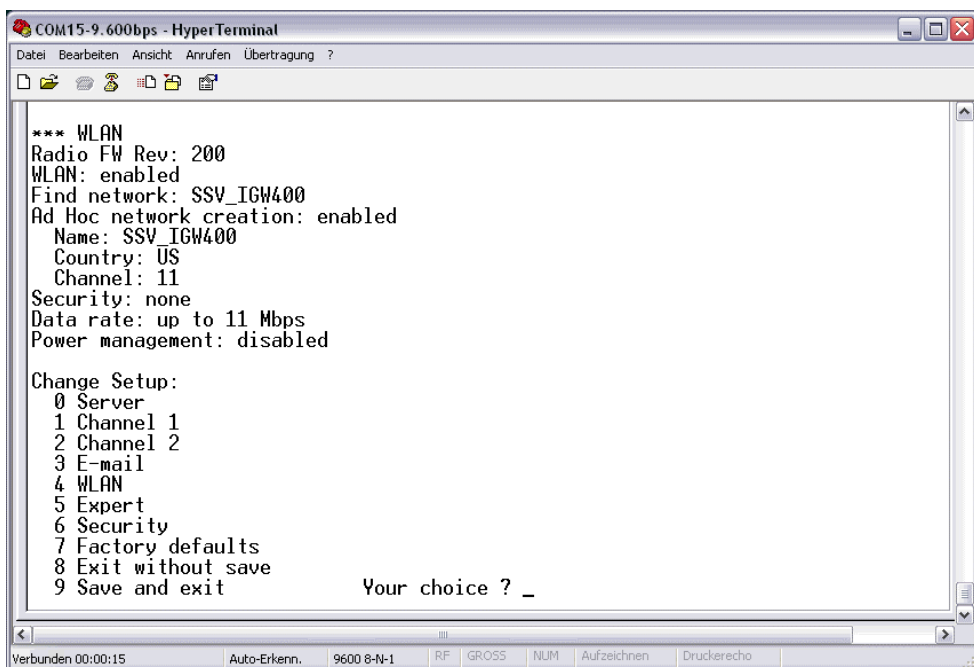 COM15-9.600bps - HyperTerminal
Datei Bearbeiten Ansicht Anrufen Übertragung ?
*** WLAN
Radio FW Rev: 200
WLAN: enabled
Find network: SSV_IGW400
Ad Hoc network creation: enabled
Name: SSV_IGW400
Country: US
Channel: 11
Security: none
Data rate: up to 11 Mbps
Power management: disabled
Change Setup:
0 Server
1 Channel 1
2 Channel 2
3 E-mail
4 WLAN
5 Expert
6 Security
7 Factory defaults
8 Exit without save
9 Save and exit Your choice ? _
Verbunden 00:00:15 Auto-Erkenn. 9600 8-N-1 RF GROSS NUM Aufzeichnen Druckerecho